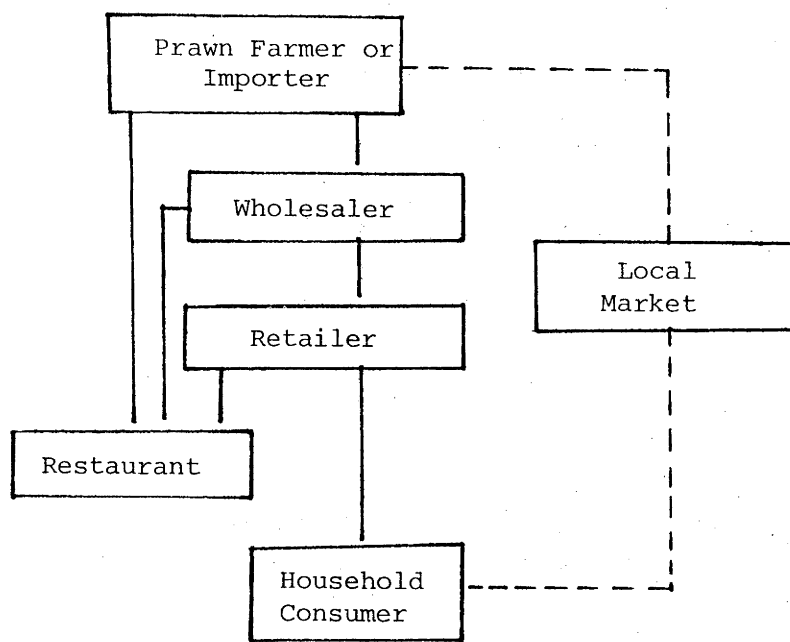 Prawn Farmer or
Importer
Wholesaler
Local
Market
Retailer
Restaurant
Household
Consumer